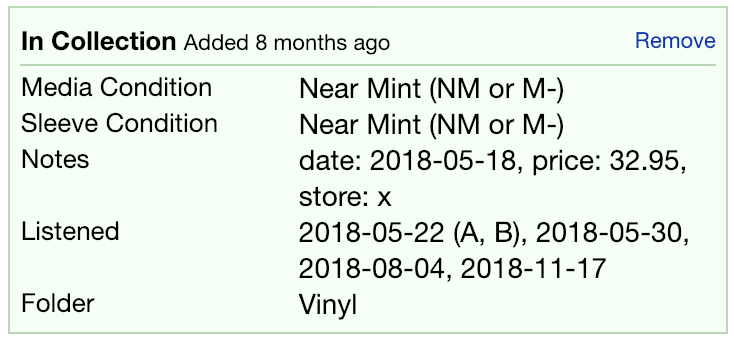 In Collection Added 8 months ago Remove
Media Condition Near Mint (NM or M-)
Sleeve Condition Near Mint (NM or M-)
Notes date: 2018-05-18, price: 32.95,
store: x
Listened 2018-05-22 (A, B), 2018-05-30,
2018-08-04, 2018-11-17
Folder Vinyl